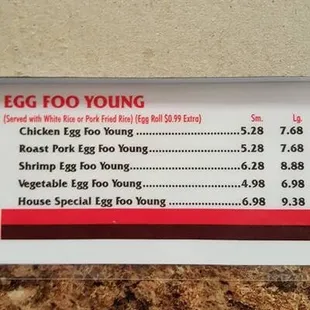 EGG FOO YOUNG
(Served with White Rice or Pork Fried Rice) (Egg Roll $0.99 Extra) Sm. Lg.
Chicken Egg Foo Young..............................5.28 7.68
Roast Pork Egg Foo Young..........................5.28 7.68
Shrimp Egg Foo Young...............................6.28 8.88
Vegetable Egg Foo Young ...........................4.98 6.98
House Special Egg Foo Young .....................6.98 9.38